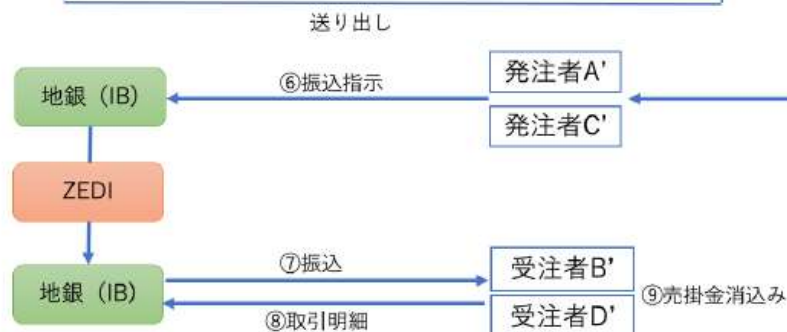 送り出し
地銀（IB）
⑥振込指示
発注者A’
発注者C’
ZEDI
地銀（IB）
⑦振込
⑧取引明細
受注者B’
受注者D’
⑨売掛金消込み